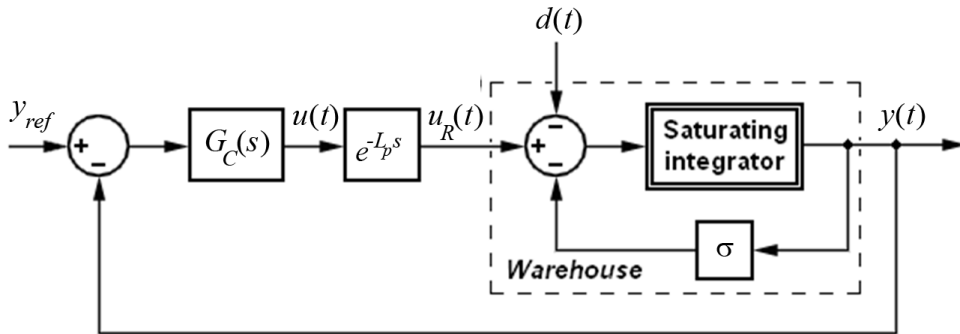 d(t)
y_ref
+
−
G_C(s)
u(t)
e^{-L_p s}
u_R(t)
−
+
−
Saturating
integrator
y(t)
σ
Warehouse